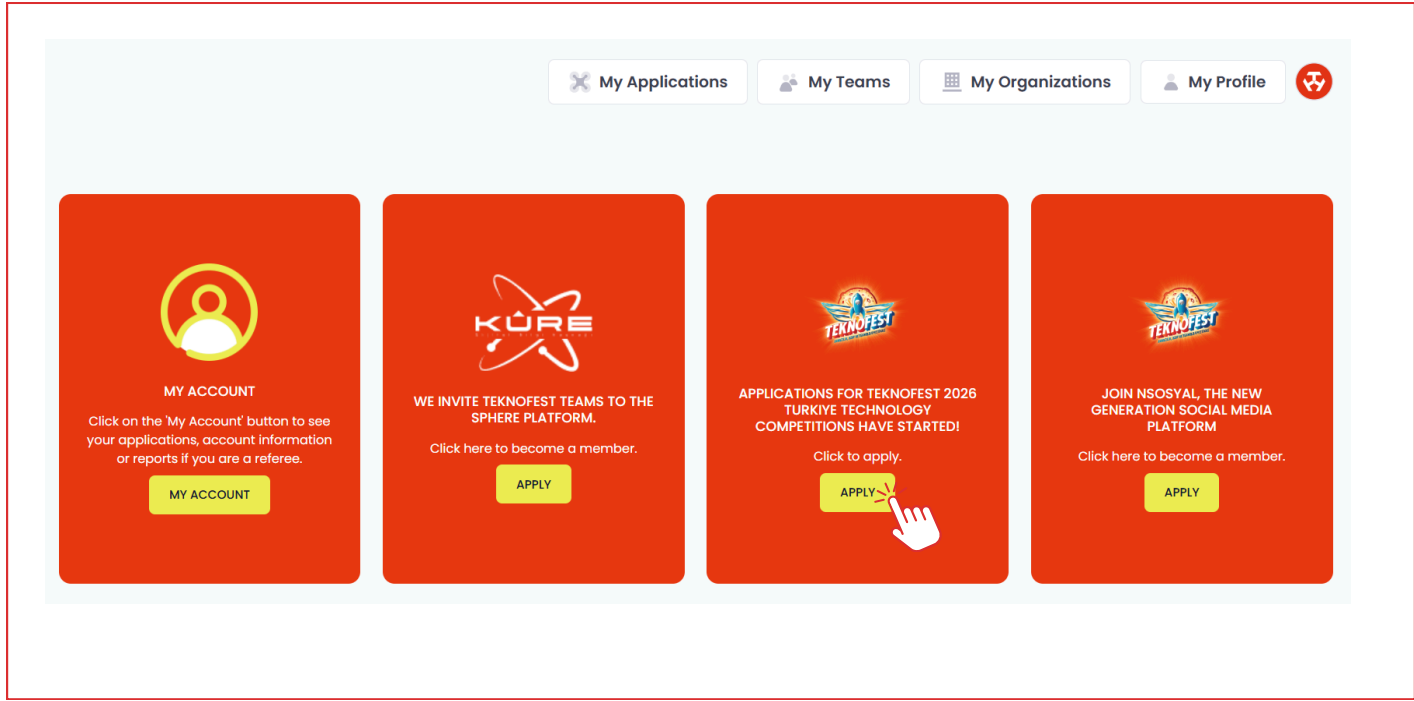 My Applications
My Teams
My Organizations
My Profile
MY ACCOUNT
Click on the 'My Account' button to see
your applications, account information
or reports if you are a referee.
MY ACCOUNT
KÜRE
WE INVITE TEKNOFEST TEAMS TO THE
SPHERE PLATFORM.
Click here to become a member.
APPLY
TEKNOFEST
APPLICATIONS FOR TEKNOFEST 2026
TURKIYE TECHNOLOGY
COMPETITIONS HAVE STARTED!
Click to apply.
APPLY
TEKNOFEST
JOIN NSOSYAL, THE NEW
GENERATION SOCIAL MEDIA
PLATFORM
Click here to become a member.
APPLY